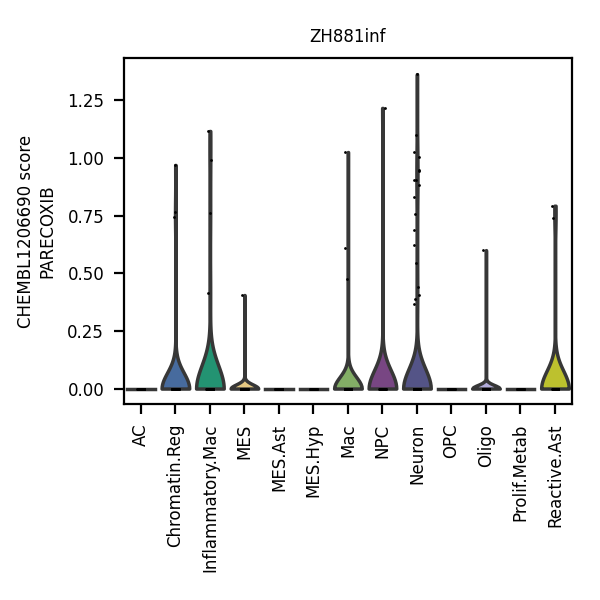 ZH881inf
CHEMBL1206690 score
PARECOXIB
1.25
1.00
0.75
0.50
0.25
0.00
AC
Chromatin.Reg
Inflammatory.Mac
MES
MES.Ast
MES.Hyp
Mac
NPC
Neuron
OPC
Oligo
Prolif.Metab
Reactive.Ast